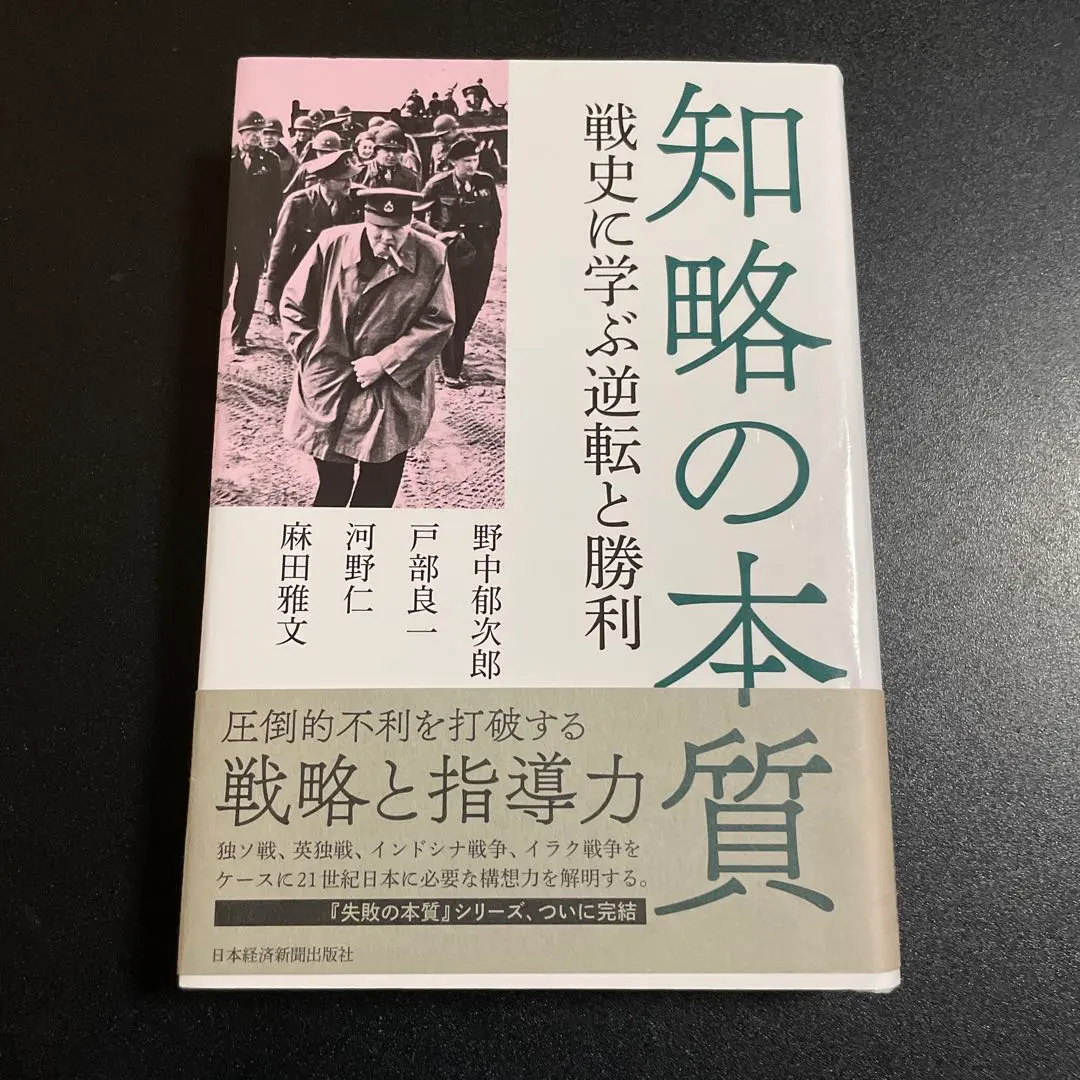 知略の本質
戦史に学ぶ逆転と勝利
野中郁次郎
戸部良一
河野仁
麻田雅文
圧倒的不利を打破する
戦略と指導力
独ソ戦、英独戦、インドシナ戦争、イラク戦争を
ケースに21世紀日本に必要な構想力を解明する。
『失敗の本質』シリーズ、ついに完結
日本経済新聞出版社